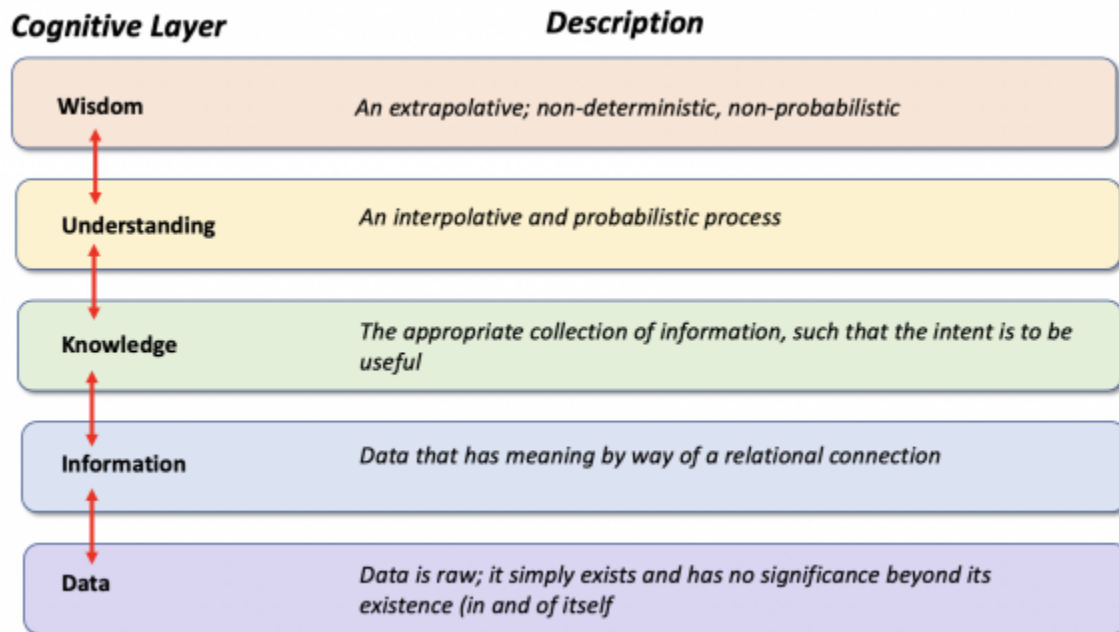 Cognitive Layer
Description
Wisdom
An extrapolative; non-deterministic, non-probabilistic
Understanding
An interpolative and probabilistic process
Knowledge
The appropriate collection of information, such that the intent is to be
useful
Information
Data that has meaning by way of a relational connection
Data
Data is raw; it simply exists and has no significance beyond its
existence (in and of itself